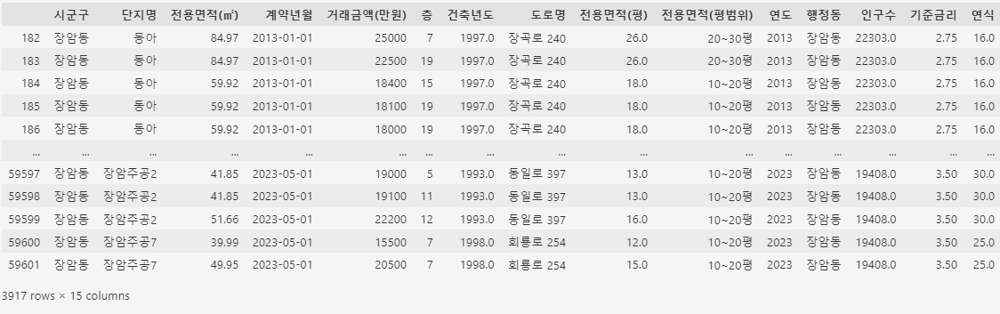 시군구 단지명 전용면적(㎡) 계약년월 거래금액(만원) 층 건축년도 도로명 전용면적(평) 전용면적(평범위) 연도 행정동 인구수 기준금리 연식
182 장암동 동아 84.97 2013-01-01 25000 7 1997.0 장곡로 240 26.0 20~30평 2013 장암동 22303.0 2.75 16.0
183 장암동 동아 84.97 2013-01-01 22500 19 1997.0 장곡로 240 26.0 20~30평 2013 장암동 22303.0 2.75 16.0
184 장암동 동아 59.92 2013-01-01 18400 15 1997.0 장곡로 240 18.0 10~20평 2013 장암동 22303.0 2.75 16.0
185 장암동 동아 59.92 2013-01-01 18100 19 1997.0 장곡로 240 18.0 10~20평 2013 장암동 22303.0 2.75 16.0
186 장암동 동아 59.92 2013-01-01 18000 19 1997.0 장곡로 240 18.0 10~20평 2013 장암동 22303.0 2.75 16.0
... ... ... ... ... ... ... ... ... ... ... ... ... ... ... ...
59597 장암동 장암주공2 41.85 2023-05-01 19000 5 1993.0 동일로 397 13.0 10~20평 2023 장암동 19408.0 3.50 30.0
59598 장암동 장암주공2 41.85 2023-05-01 19100 11 1993.0 동일로 397 13.0 10~20평 2023 장암동 19408.0 3.50 30.0
59599 장암동 장암주공2 51.66 2023-05-01 22200 12 1993.0 동일로 397 16.0 10~20평 2023 장암동 19408.0 3.50 30.0
59600 장암동 장암주공7 39.99 2023-05-01 15500 7 1998.0 회룡로 254 12.0 10~20평 2023 장암동 19408.0 3.50 25.0
59601 장암동 장암주공7 49.95 2023-05-01 20500 7 1998.0 회룡로 254 15.0 10~20평 2023 장암동 19408.0 3.50 25.0
3917 rows × 15 columns